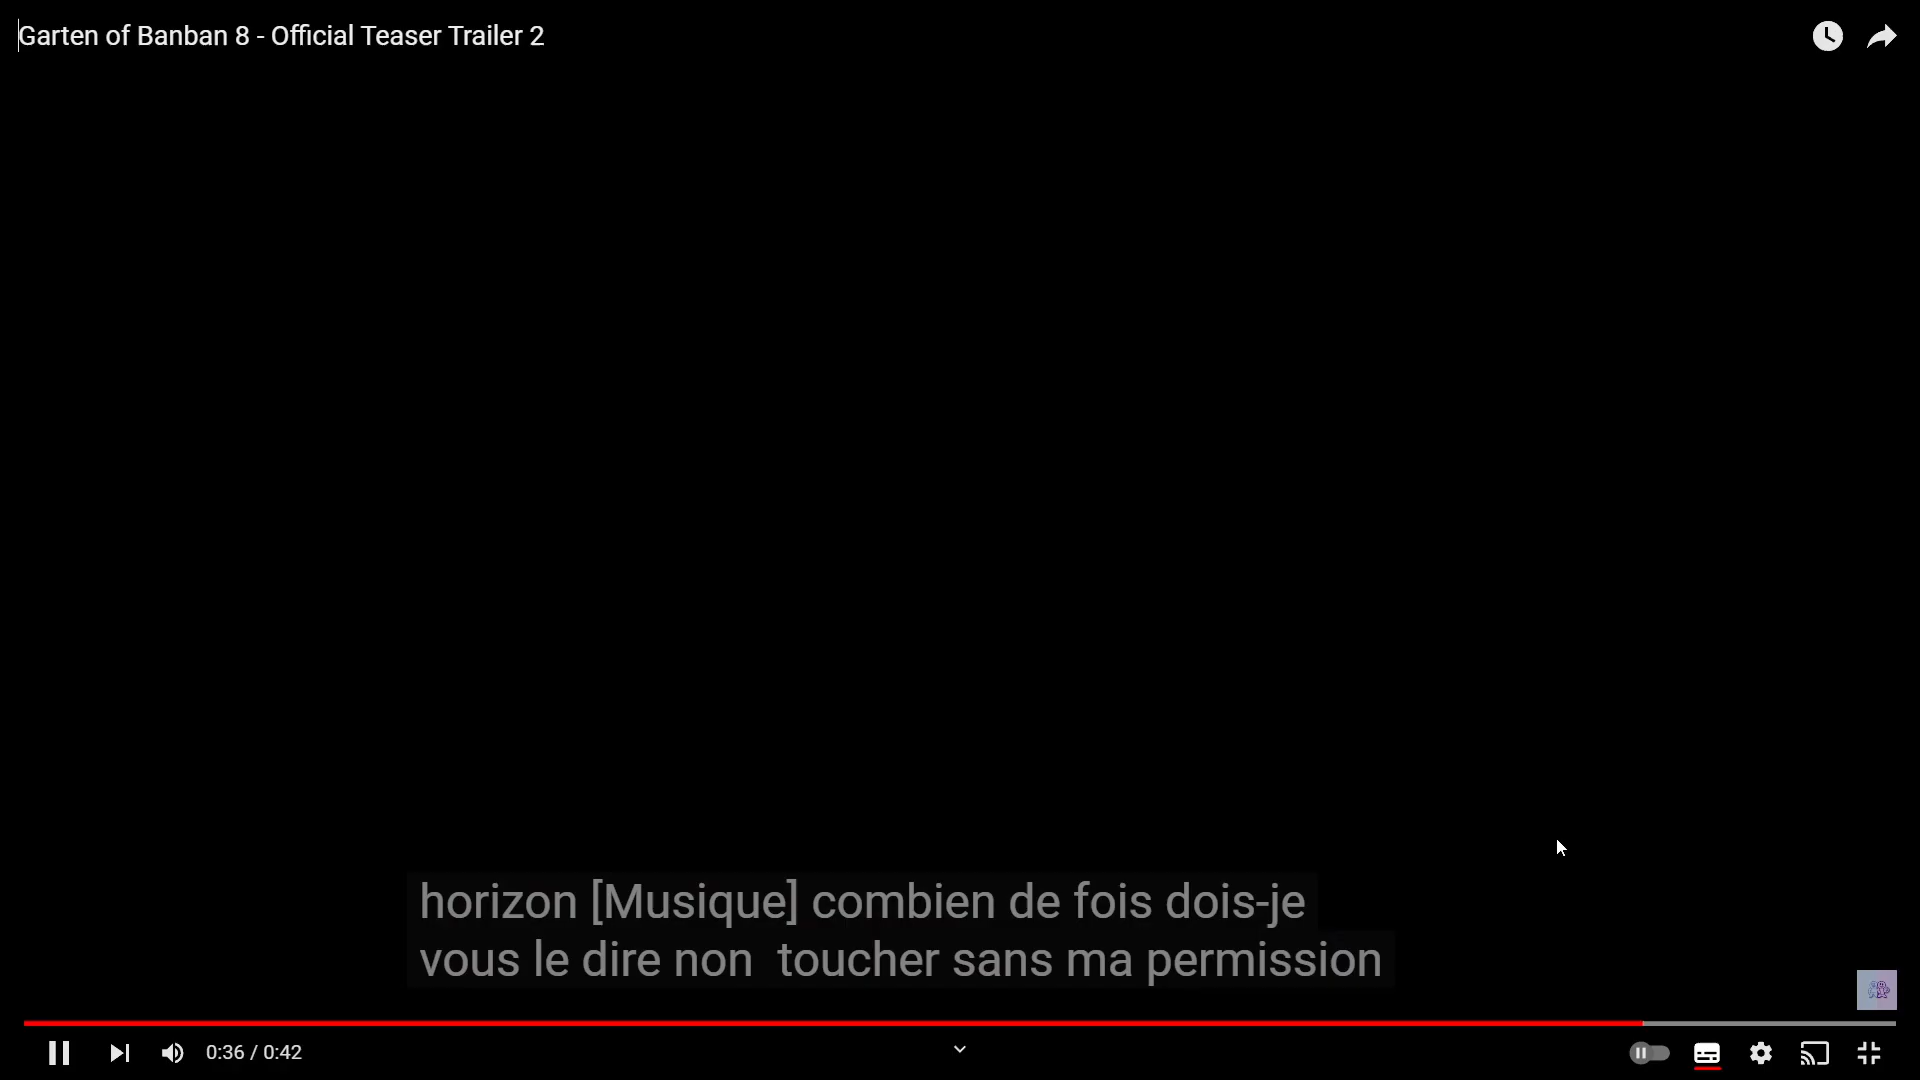 Garten of Banban 8 - Official Teaser Trailer 2
horizon [Musique] combien de fois dois-je
vous le dire non  toucher sans ma permission
0:36 / 0:42